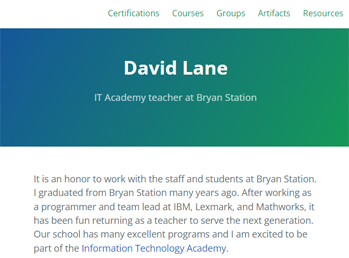 Certifications Courses Groups Artifacts Resources
David Lane
IT Academy teacher at Bryan Station
It is an honor to work with the staff and students at Bryan Station.
I graduated from Bryan Station many years ago. After working as
a programmer and team lead at IBM, Lexmark, and Mathworks, it
has been fun returning as a teacher to serve the next generation.
Our school has many excellent programs and I am excited to be
part of the Information Technology Academy.